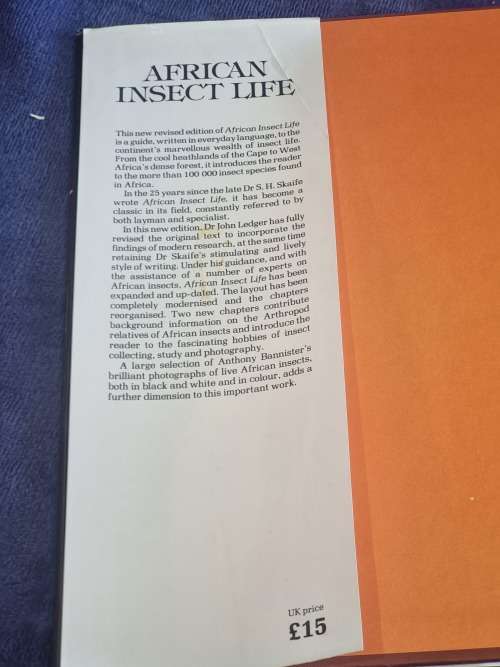 AFRICAN
INSECT LIFE
This new revised edition of African Insect Life
is a guide, written in everyday language, to the
continent's marvellous wealth of insect life.
From the cool heathlands of the Cape to West
Africa's dense forest, it introduces the reader
to the more than 100 000 insect species found
in Africa.
In the 25 years since the late Dr S. H. Skaife
wrote African Insect Life, it has become a
classic in its field, constantly referred to by
both layman and specialist.
In this new edition, Dr John Ledger has fully
revised the original text to incorporate the
findings of modern research, at the same time
retaining Dr Skaife's stimulating and lively
style of writing. Under his guidance, and with
the assistance of a number of experts on
African insects, African Insect Life has been
expanded and up-dated. The layout has been
completely modernised and the chapters
reorganised. Two new chapters contribute
background information on the Arthropod
relatives of African insects and introduce the
reader to the fascinating hobbies of insect
collecting, study and photography.
A large selection of Anthony Bannister's
brilliant photographs of live African insects,
both in black and white and in colour, adds a
further dimension to this important work.
UK price
£15